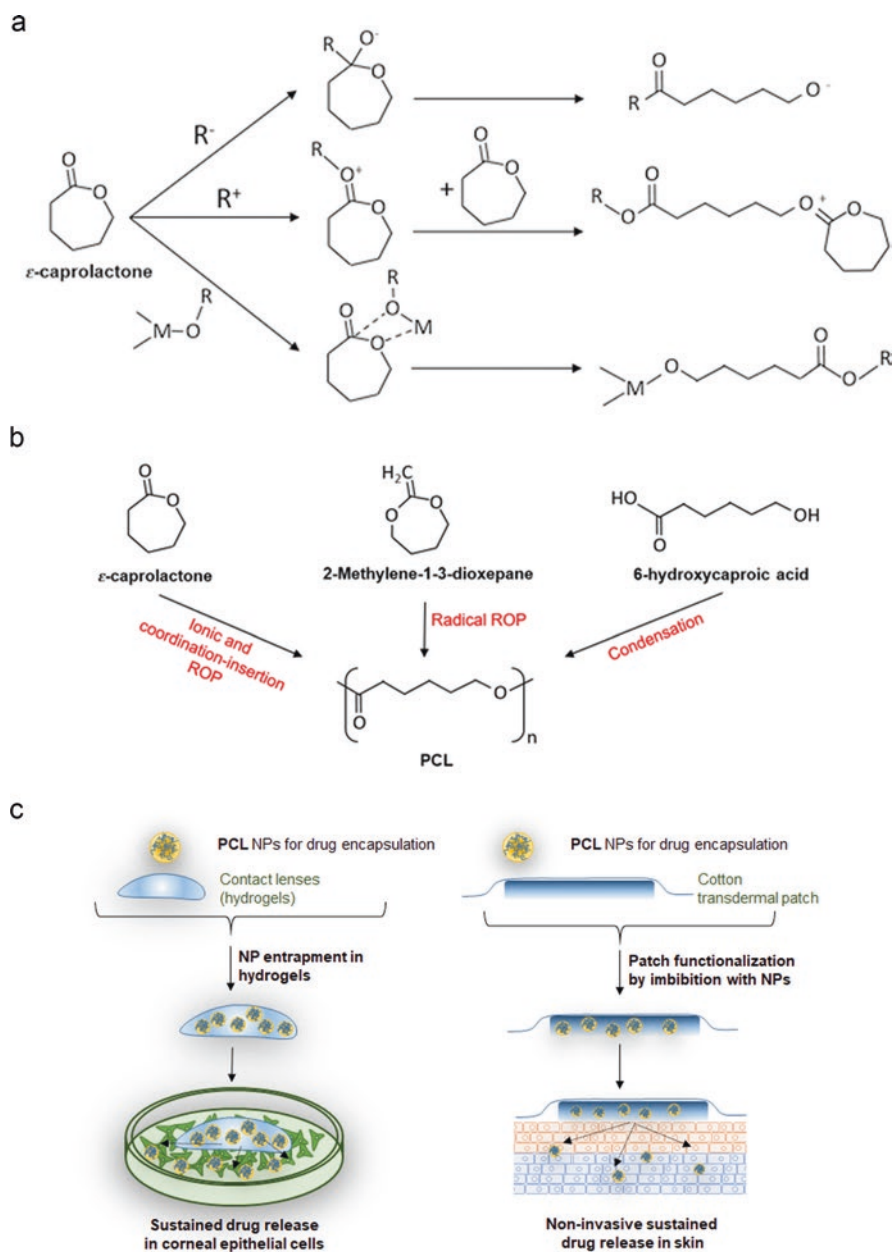 a
O
O
ε-caprolactone
R-
R+
M—O
R
R
O-
O
R
O+
O
+
O
O
R
O
O
M
O
O
R
O-
O
R
O
O
+
O
M
O
O
O
R
b
O
O
ε-caprolactone
H2C
O
O
2-Methylene-1-3-dioxepane
HO
O
OH
6-hydroxycaproic acid
Ionic and
coordination-insertion
ROP
Radical ROP
Condensation
O
O
n
PCL
c
PCL NPs for drug encapsulation
Contact lenses
(hydrogels)
NP entrapment in
hydrogels
Sustained drug release
in corneal epithelial cells
PCL NPs for drug encapsulation
Cotton
transdermal patch
Patch functionalization
by imbibition with NPs
Non-invasive sustained
drug release in skin